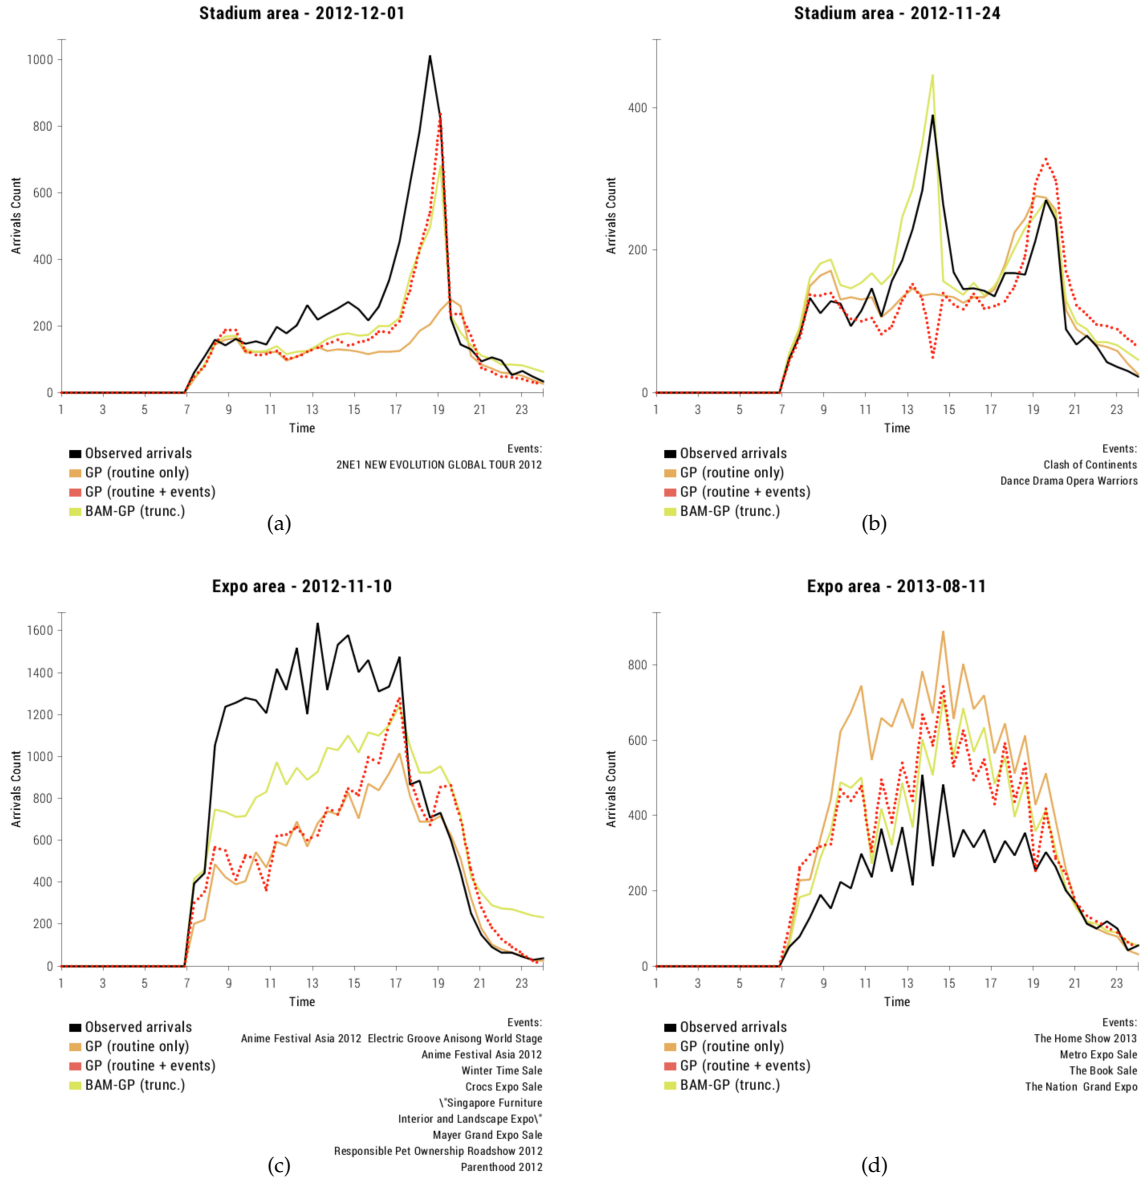 Stadium area - 2012-12-01
1000
800
600
400
200
0
Arrivals Count
1 3 5 7 9 11 13 15 17 19 21 23
Time
Observed arrivals
GP (routine only)
GP (routine + events)
BAM-GP (trunc.)
Events:
2NE1 NEW EVOLUTION GLOBAL TOUR 2012
(a)
Stadium area - 2012-11-24
400
200
0
Arrivals Count
1 3 5 7 9 11 13 15 17 19 21 23
Time
Observed arrivals
GP (routine only)
GP (routine + events)
BAM-GP (trunc.)
Events:
Clash of Continents
Dance Drama Opera Warriors
(b)
Expo area - 2012-11-10
1600
1400
1200
1000
800
600
400
200
0
Arrivals Count
1 3 5 7 9 11 13 15 17 19 21 23
Time
Observed arrivals
GP (routine only)
GP (routine + events)
BAM-GP (trunc.)
Events:
Anime Festival Asia 2012 Electric Groove Anisong World Stage
Anime Festival Asia 2012
Winter Time Sale
Crocs Expo Sale
\"Singapore Furniture
Interior and Landscape Expo\"
Mayer Grand Expo Sale
Responsible Pet Ownership Roadshow 2012
Parenthood 2012
(c)
Expo area - 2013-08-11
800
600
400
200
0
Arrivals Count
1 3 5 7 9 11 13 15 17 19 21 23
Time
Observed arrivals
GP (routine only)
GP (routine + events)
BAM-GP (trunc.)
Events:
The Home Show 2013
Metro Expo Sale
The Book Sale
The Nation Grand Expo
(d)